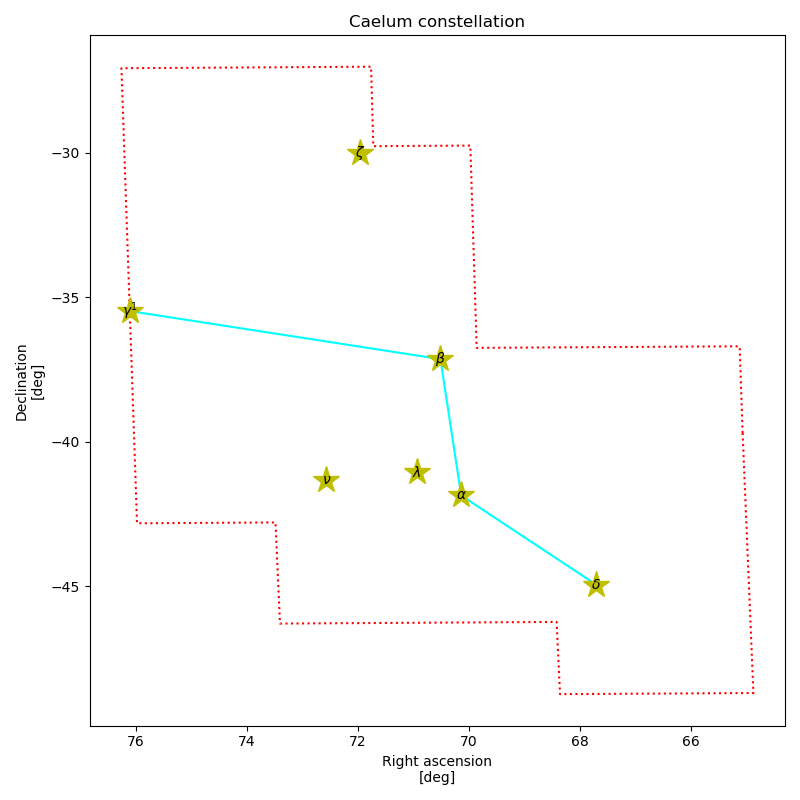 Caelum constellation
−30
−35
−40
−45
Declination
[deg]
ζ
γ¹
β
ν
λ
α
δ
76
74
72
70
68
66
Right ascension
[deg]